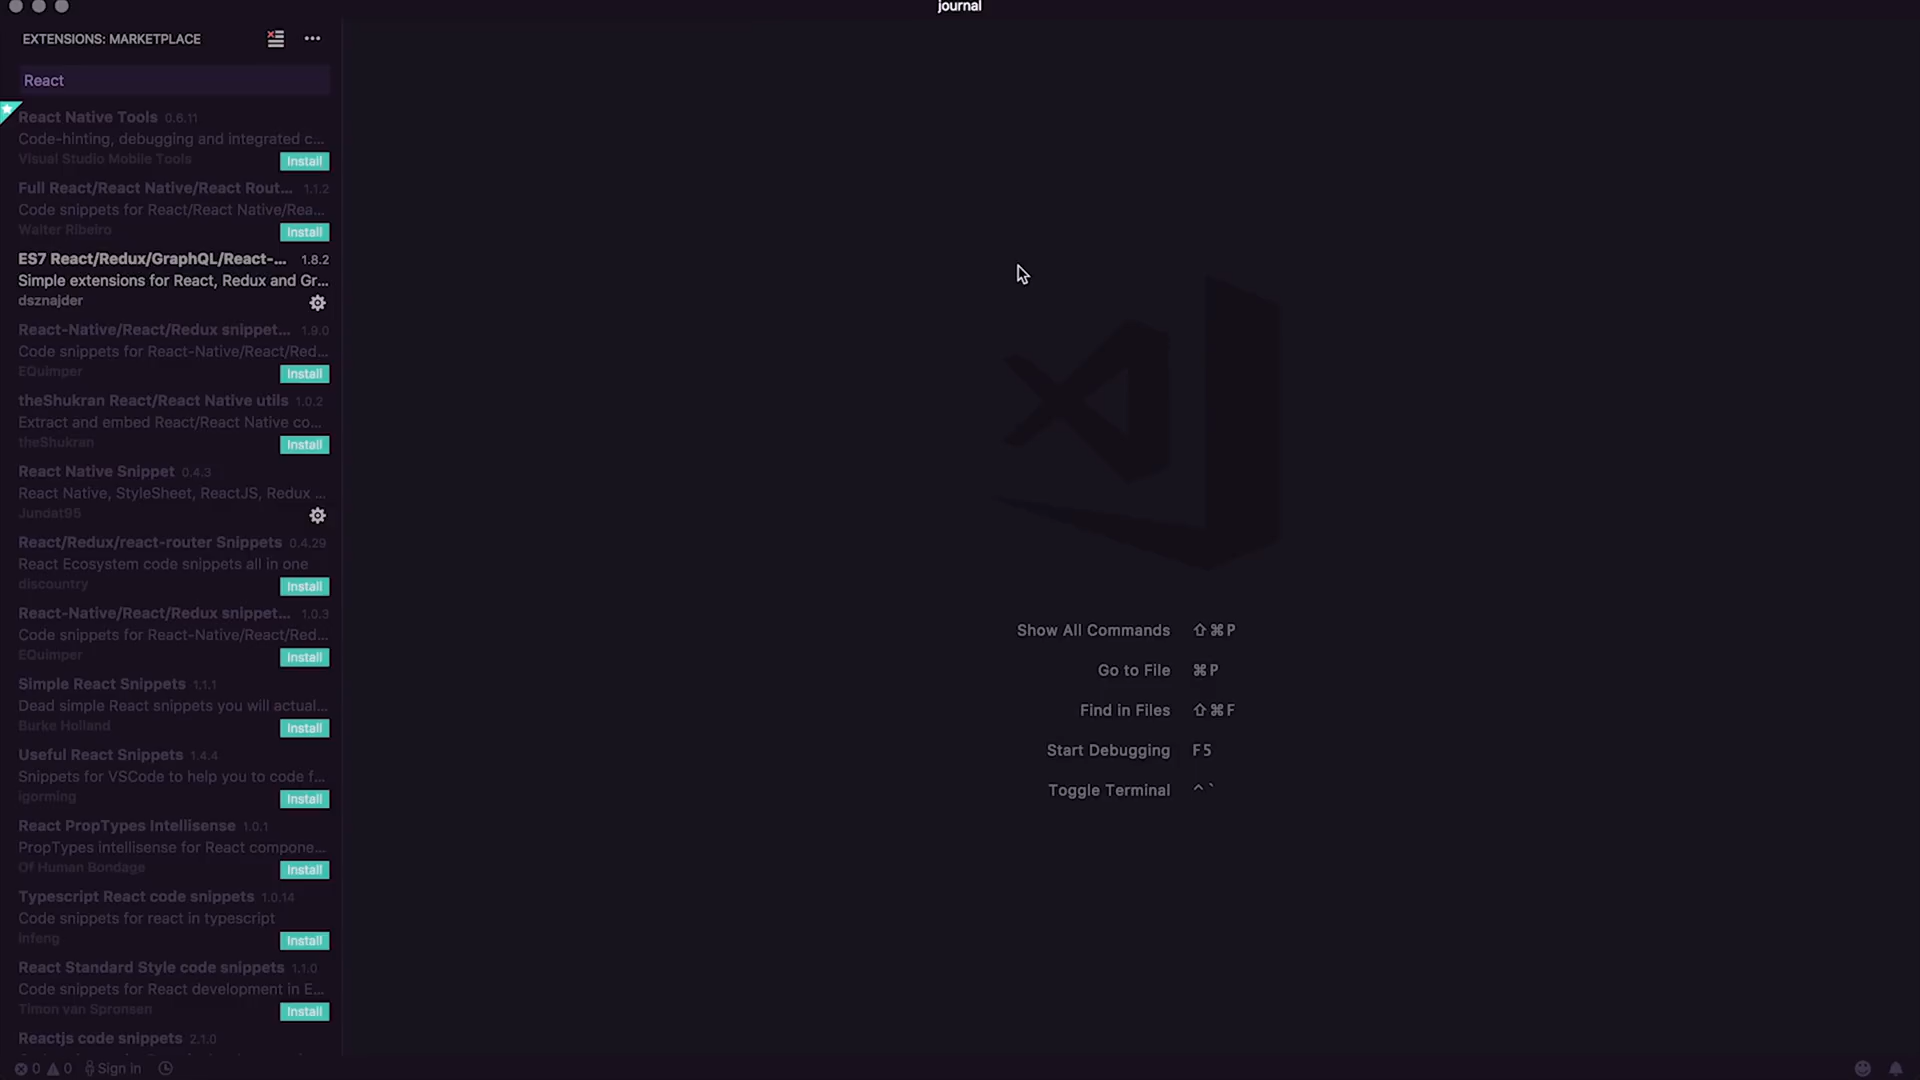 journal
EXTENSIONS: MARKETPLACE
React
React Native Tools 0.6.11
Code-hinting, debugging and integrated c...
Visual Studio Mobile Tools
Install
Full React/React Native/React Rout... 1.1.2
Code snippets for React/React Native/Rea...
Walter Ribeiro
Install
ES7 React/Redux/GraphQL/React-... 1.8.2
Simple extensions for React, Redux and Gr...
dsznajder
React-Native/React/Redux snippet... 1.9.0
Code snippets for React-Native/React/Red...
EQuimper
Install
theShukran React/React Native utils 1.0.2
Extract and embed React/React Native co...
theShukran
Install
React Native Snippet 0.4.3
React Native, StyleSheet, ReactJS, Redux ...
Jundat95
React/Redux/react-router Snippets 0.4.29
React Ecosystem code snippets all in one
discountry
Install
React-Native/React/Redux snippet... 1.0.3
Code snippets for React-Native/React/Red...
EQuimper
Install
Simple React Snippets 1.1.1
Dead simple React snippets you will actual...
Burke Holland
Install
Useful React Snippets 1.4.4
Snippets for VSCode to help you to code f...
igorming
Install
React PropTypes Intellisense 1.0.1
PropTypes intellisense for React compone...
Of Human Bondage
Install
Typescript React code snippets 1.0.14
Code snippets for react in typescript
infeng
Install
React Standard Style code snippets 1.1.0
Code snippets for React development in E...
Timon van Spronsen
Install
Reactjs code snippets 2.1.0
0 0 Sign in
Show All Commands ⇧⌘P
Go to File ⌘P
Find in Files ⇧⌘F
Start Debugging F5
Toggle Terminal ^`